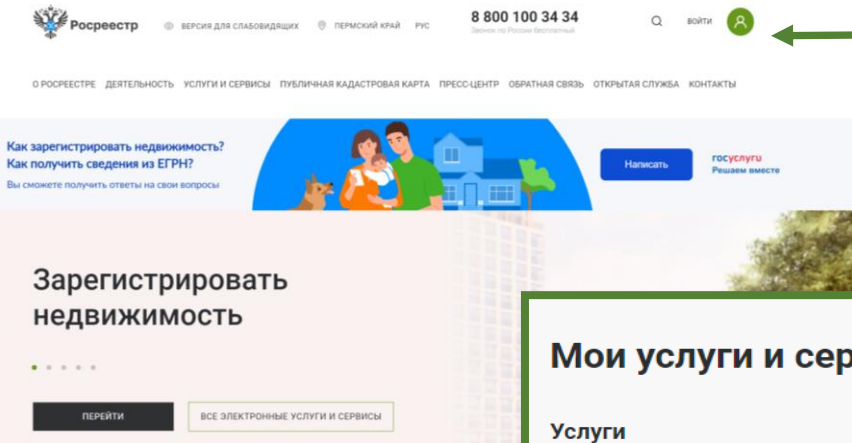 Росреестр
ВЕРСИЯ ДЛЯ СЛАБОВИДЯЩИХ
ПЕРМСКИЙ КРАЙ
РУС
8 800 100 34 34
Звонок по России бесплатный
ВОЙТИ
О РОСРЕЕСТРЕ ДЕЯТЕЛЬНОСТЬ УСЛУГИ И СЕРВИСЫ ПУБЛИЧНАЯ КАДАСТРОВАЯ КАРТА ПРЕСС-ЦЕНТР ОБРАТНАЯ СВЯЗЬ ОТКРЫТАЯ СЛУЖБА КОНТАКТЫ
Как зарегистрировать недвижимость?
Как получить сведения из ЕГРН?
Вы сможете получить ответы на свои вопросы
Написать
госуслуги
Решаем вместе
Зарегистрировать
недвижимость
ПЕРЕЙТИ
ВСЕ ЭЛЕКТРОННЫЕ УСЛУГИ И СЕРВИСЫ
Мои услуги и сер
Услуги